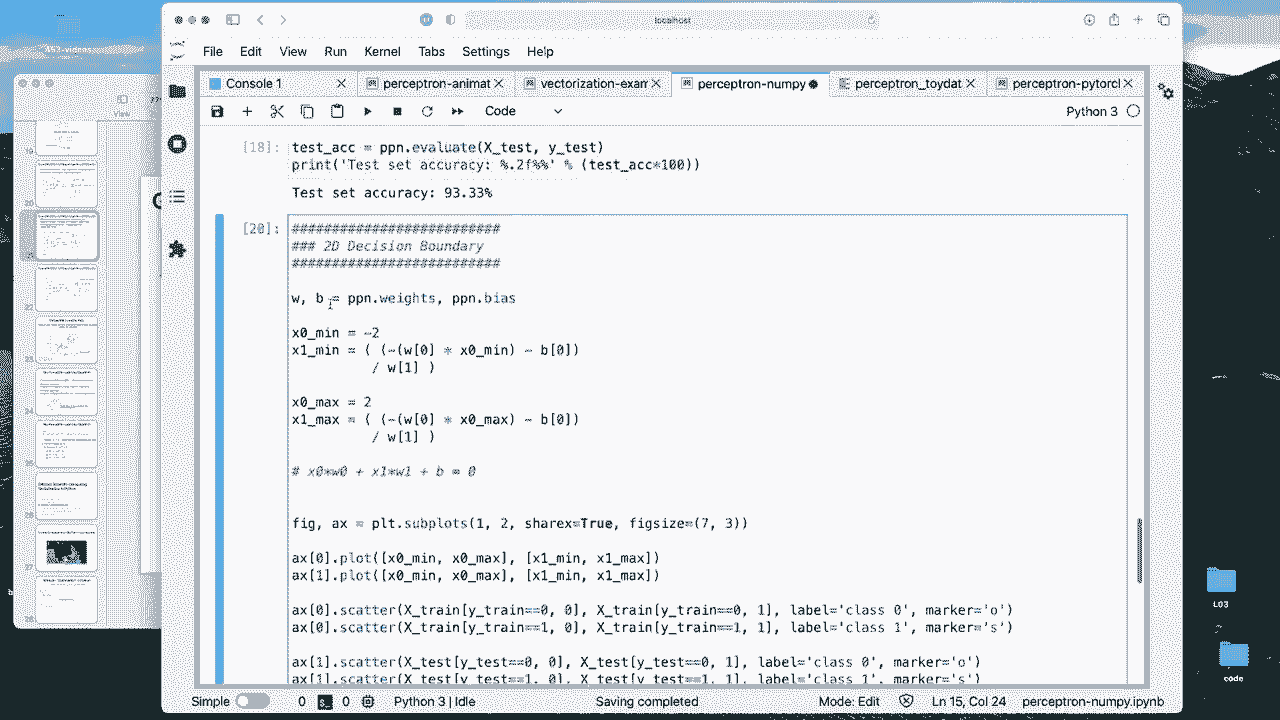 localhost
453-videos
File Edit View Run Kernel Tabs Settings Help
Console 1
perceptron-animat
vectorization-exam
perceptron-numpy
perceptron_toydat
perceptron-pytorcl
View
Code
Python 3
[18]:
test_acc = ppn.evaluate(X_test, y_test)
print('Test set accuracy: %.2f%%' % (test_acc*100))
Test set accuracy: 93.33%
[20]:
##########################
### 2D Decision Boundary
##########################
w, b = ppn.weights, ppn.bias
x0_min = -2
x1_min = ( (-(w[0] * x0_min) - b[0])
/ w[1] )
x0_max = 2
x1_max = ( (-(w[0] * x0_max) - b[0])
/ w[1] )
# x0*w0 + x1*w1 + b = 0
fig, ax = plt.subplots(1, 2, sharex=True, figsize=(7, 3))
ax[0].plot([x0_min, x0_max], [x1_min, x1_max])
ax[1].plot([x0_min, x0_max], [x1_min, x1_max])
ax[0].scatter(X_train[y_train==0, 0], X_train[y_train==0, 1], label='class 0', marker='o')
ax[0].scatter(X_train[y_train==1, 0], X_train[y_train==1, 1], label='class 1', marker='s')
ax[1].scatter(X_test[y_test==0, 0], X_test[y_test==0, 1], label='class 0', marker='o')
ax[1].scatter(X_test[y_test==1, 0], X_test[y_test==1, 1], label='class 1', marker='s')
L03
code
Simple 0 0 Python 3 | Idle Saving completed Mode: Edit Ln 15, Col 24 perceptron-numpy.ipynb